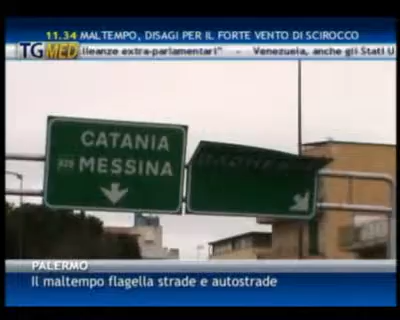 11.34 MALTEMPO, DISAGI PER IL FORTE VENTO DI SCIROCCO
TG MED
lleanze extra-parlamentari" - Venezuela, anche gli Stati U
CATANIA
MESSINA
PALERMO
Il maltempo flagella strade e autostrade